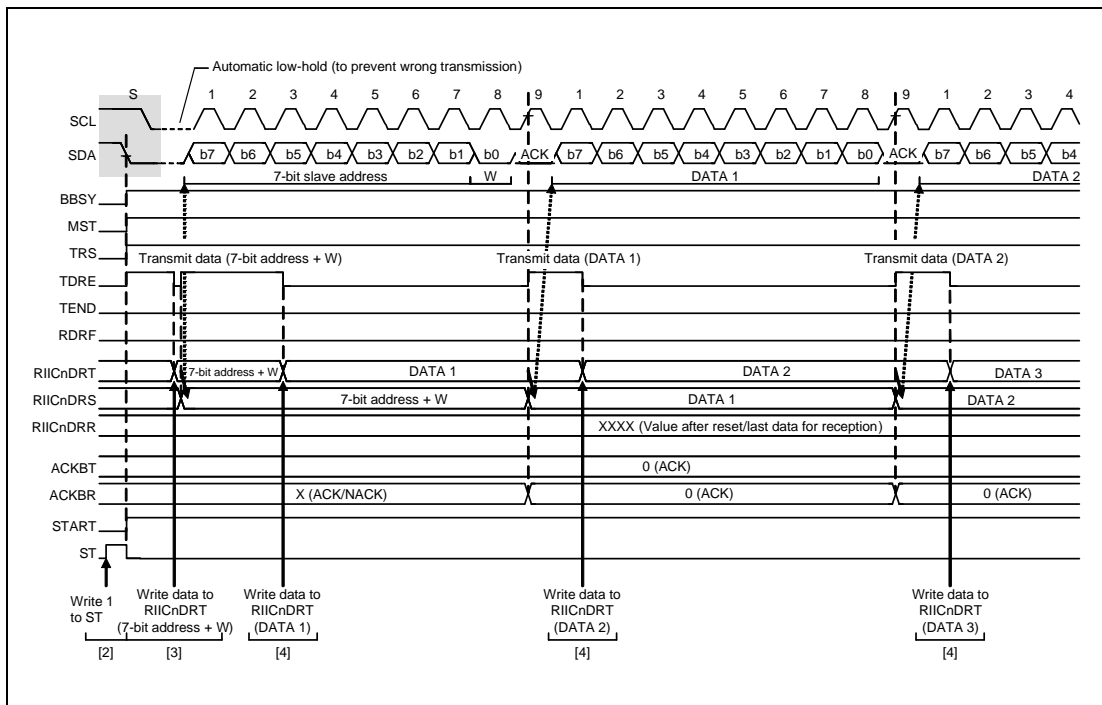 Automatic low-hold (to prevent wrong transmission)
S 1 2 3 4 5 6 7 8 9 1 2 3 4 5 6 7 8 9 1 2 3 4
SCL
SDA b7 b6 b5 b4 b3 b2 b1 b0 ACK b7 b6 b5 b4 b3 b2 b1 b0 ACK b7 b6 b5 b4
7-bit slave address W DATA 1 DATA 2
BBSY
MST
TRS
Transmit data (7-bit address + W) Transmit data (DATA 1) Transmit data (DATA 2)
TDRE
TEND
RDRF
RIICnDRT 7-bit address + W DATA 1 DATA 2 DATA 3
RIICnDRS 7-bit address + W DATA 1 DATA 2
RIICnDRR XXXX (Value after reset/last data for reception)
ACKBT 0 (ACK)
ACKBR X (ACK/NACK) 0 (ACK) 0 (ACK)
START
ST
Write 1 Write data to Write data to Write data to Write data to
to ST RIICnDRT RIICnDRT RIICnDRT RIICnDRT
(7-bit address + W) (DATA 1) (DATA 2) (DATA 3)
[2] [3] [4] [4] [4]